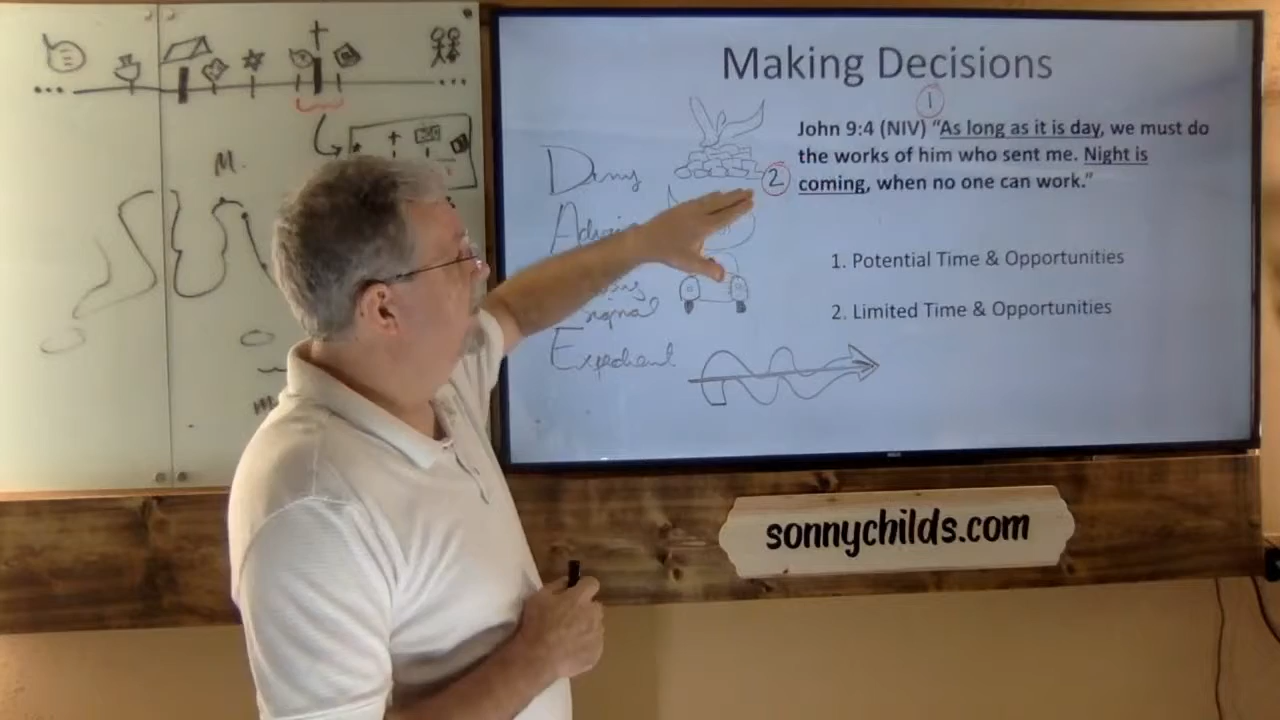 Making Decisions
1
John 9:4 (NIV) “As long as it is day, we must do
the works of him who sent me. Night is
2
coming, when no one can work.”
1. Potential Time & Opportunities
2. Limited Time & Opportunities
Expedient
M.
sonnychilds.com